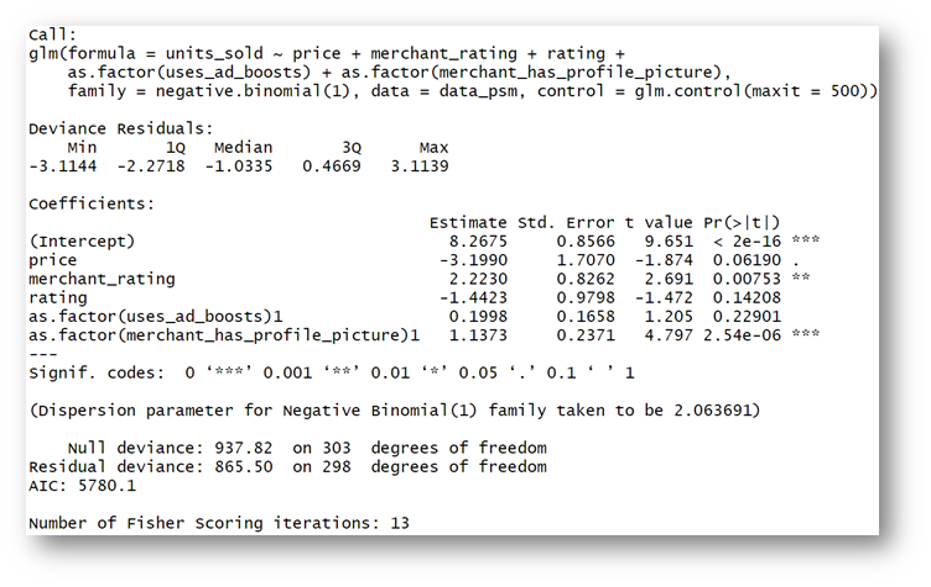 Call:
glm(formula = units_sold ~ price + merchant_rating + rating +
    as.factor(uses_ad_boosts) + as.factor(merchant_has_profile_picture),
    family = negative.binomial(1), data = data_psm, control = glm.control(maxit = 500))
Deviance Residuals:
    Min      1Q  Median      3Q     Max
-3.1144 -2.2718 -1.0335  0.4669  3.1139
Coefficients:
                                         Estimate Std. Error t value Pr(>|t|)
(Intercept)                                8.2675     0.8566   9.651  < 2e-16 ***
price                                     -3.1990     1.7070  -1.874  0.06190 .
merchant_rating                            2.2230     0.8262   2.691  0.00753 **
rating                                    -1.4423     0.9798  -1.472  0.14208
as.factor(uses_ad_boosts)1                 0.1998     0.1658   1.205  0.22901
as.factor(merchant_has_profile_picture)1   1.1373     0.2371   4.797 2.54e-06 ***
---
Signif. codes:  0 ‘***’ 0.001 ‘**’ 0.01 ‘*’ 0.05 ‘.’ 0.1 ‘ ’ 1
(Dispersion parameter for Negative Binomial(1) family taken to be 2.063691)
    Null deviance: 937.82  on 303  degrees of freedom
Residual deviance: 865.50  on 298  degrees of freedom
AIC: 5780.1
Number of Fisher Scoring iterations: 13